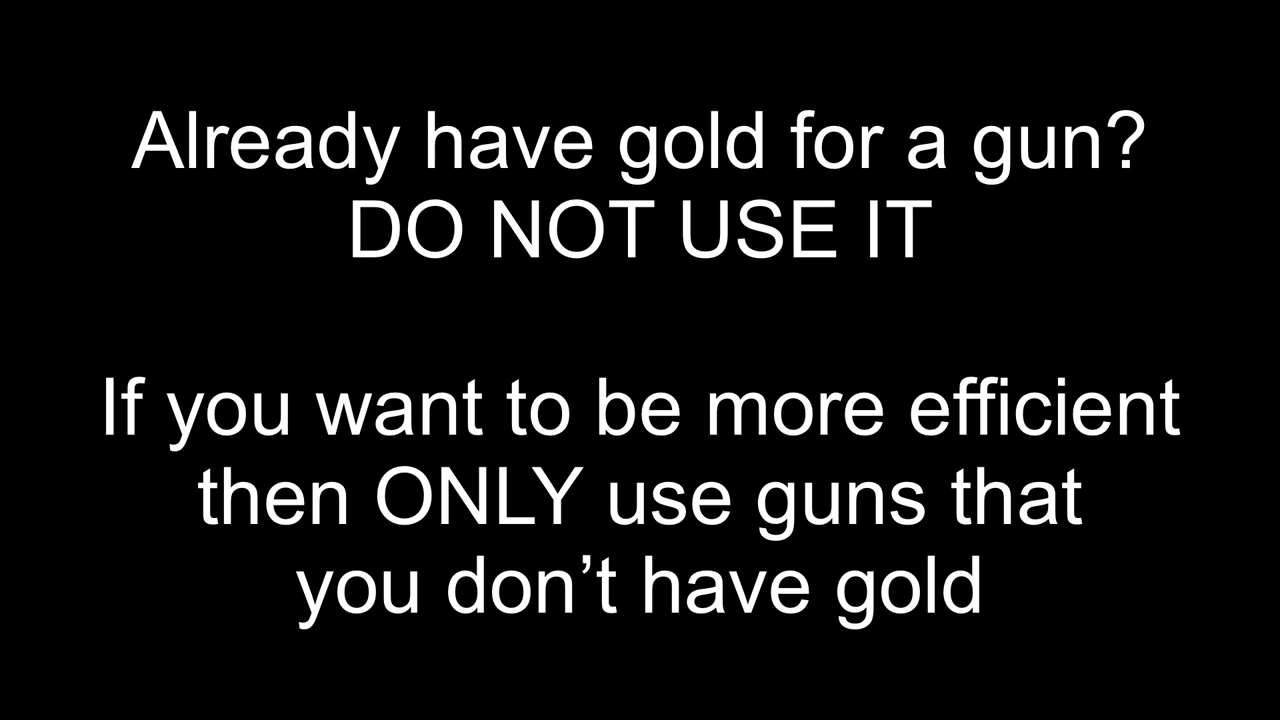 Already have gold for a gun?
DO NOT USE IT
If you want to be more efficient
then ONLY use guns that
you don’t have gold